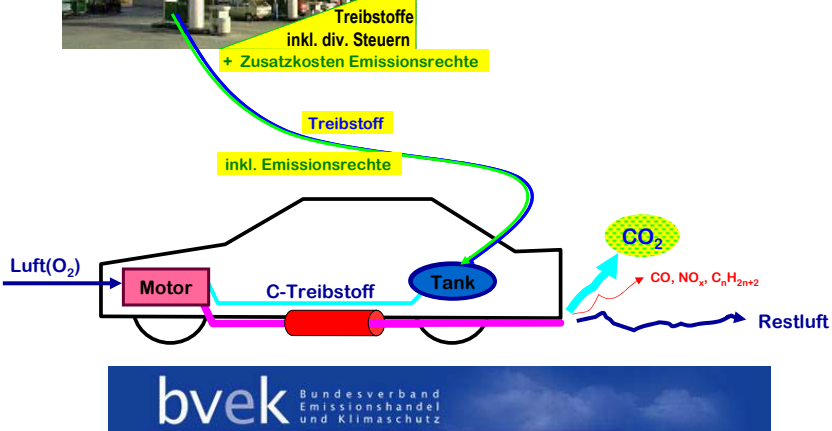 Treibstoffe
inkl. div. Steuern
+ Zusatzkosten Emissionsrechte
Treibstoff
inkl. Emissionsrechte
CO₂
Luft(O₂)
CO, NOₓ, CₙH₂ₙ₊₂
Motor
C-Treibstoff
Tank
Restluft
bvek
Bundesverband
Emissionshandel
und Klimaschutz